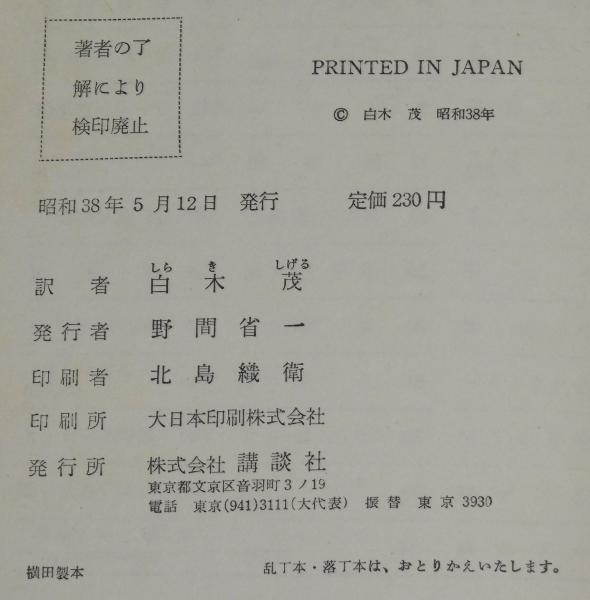 著者の了
解により
検印廃止
PRINTED IN JAPAN
© 白木 茂 昭和38年
昭和38年5月12日 発行 定価230円
しら き しげる
訳者 白木 茂
発行者 野間省一
印刷者 北島織衛
印刷所 大日本印刷株式会社
発行所 株式会社 講談社
東京都文京区音羽町3ノ19
電話 東京(941)3111(大代表) 振替 東京 3930
横田製本 乱丁本・落丁本は、おとりかえいたします。